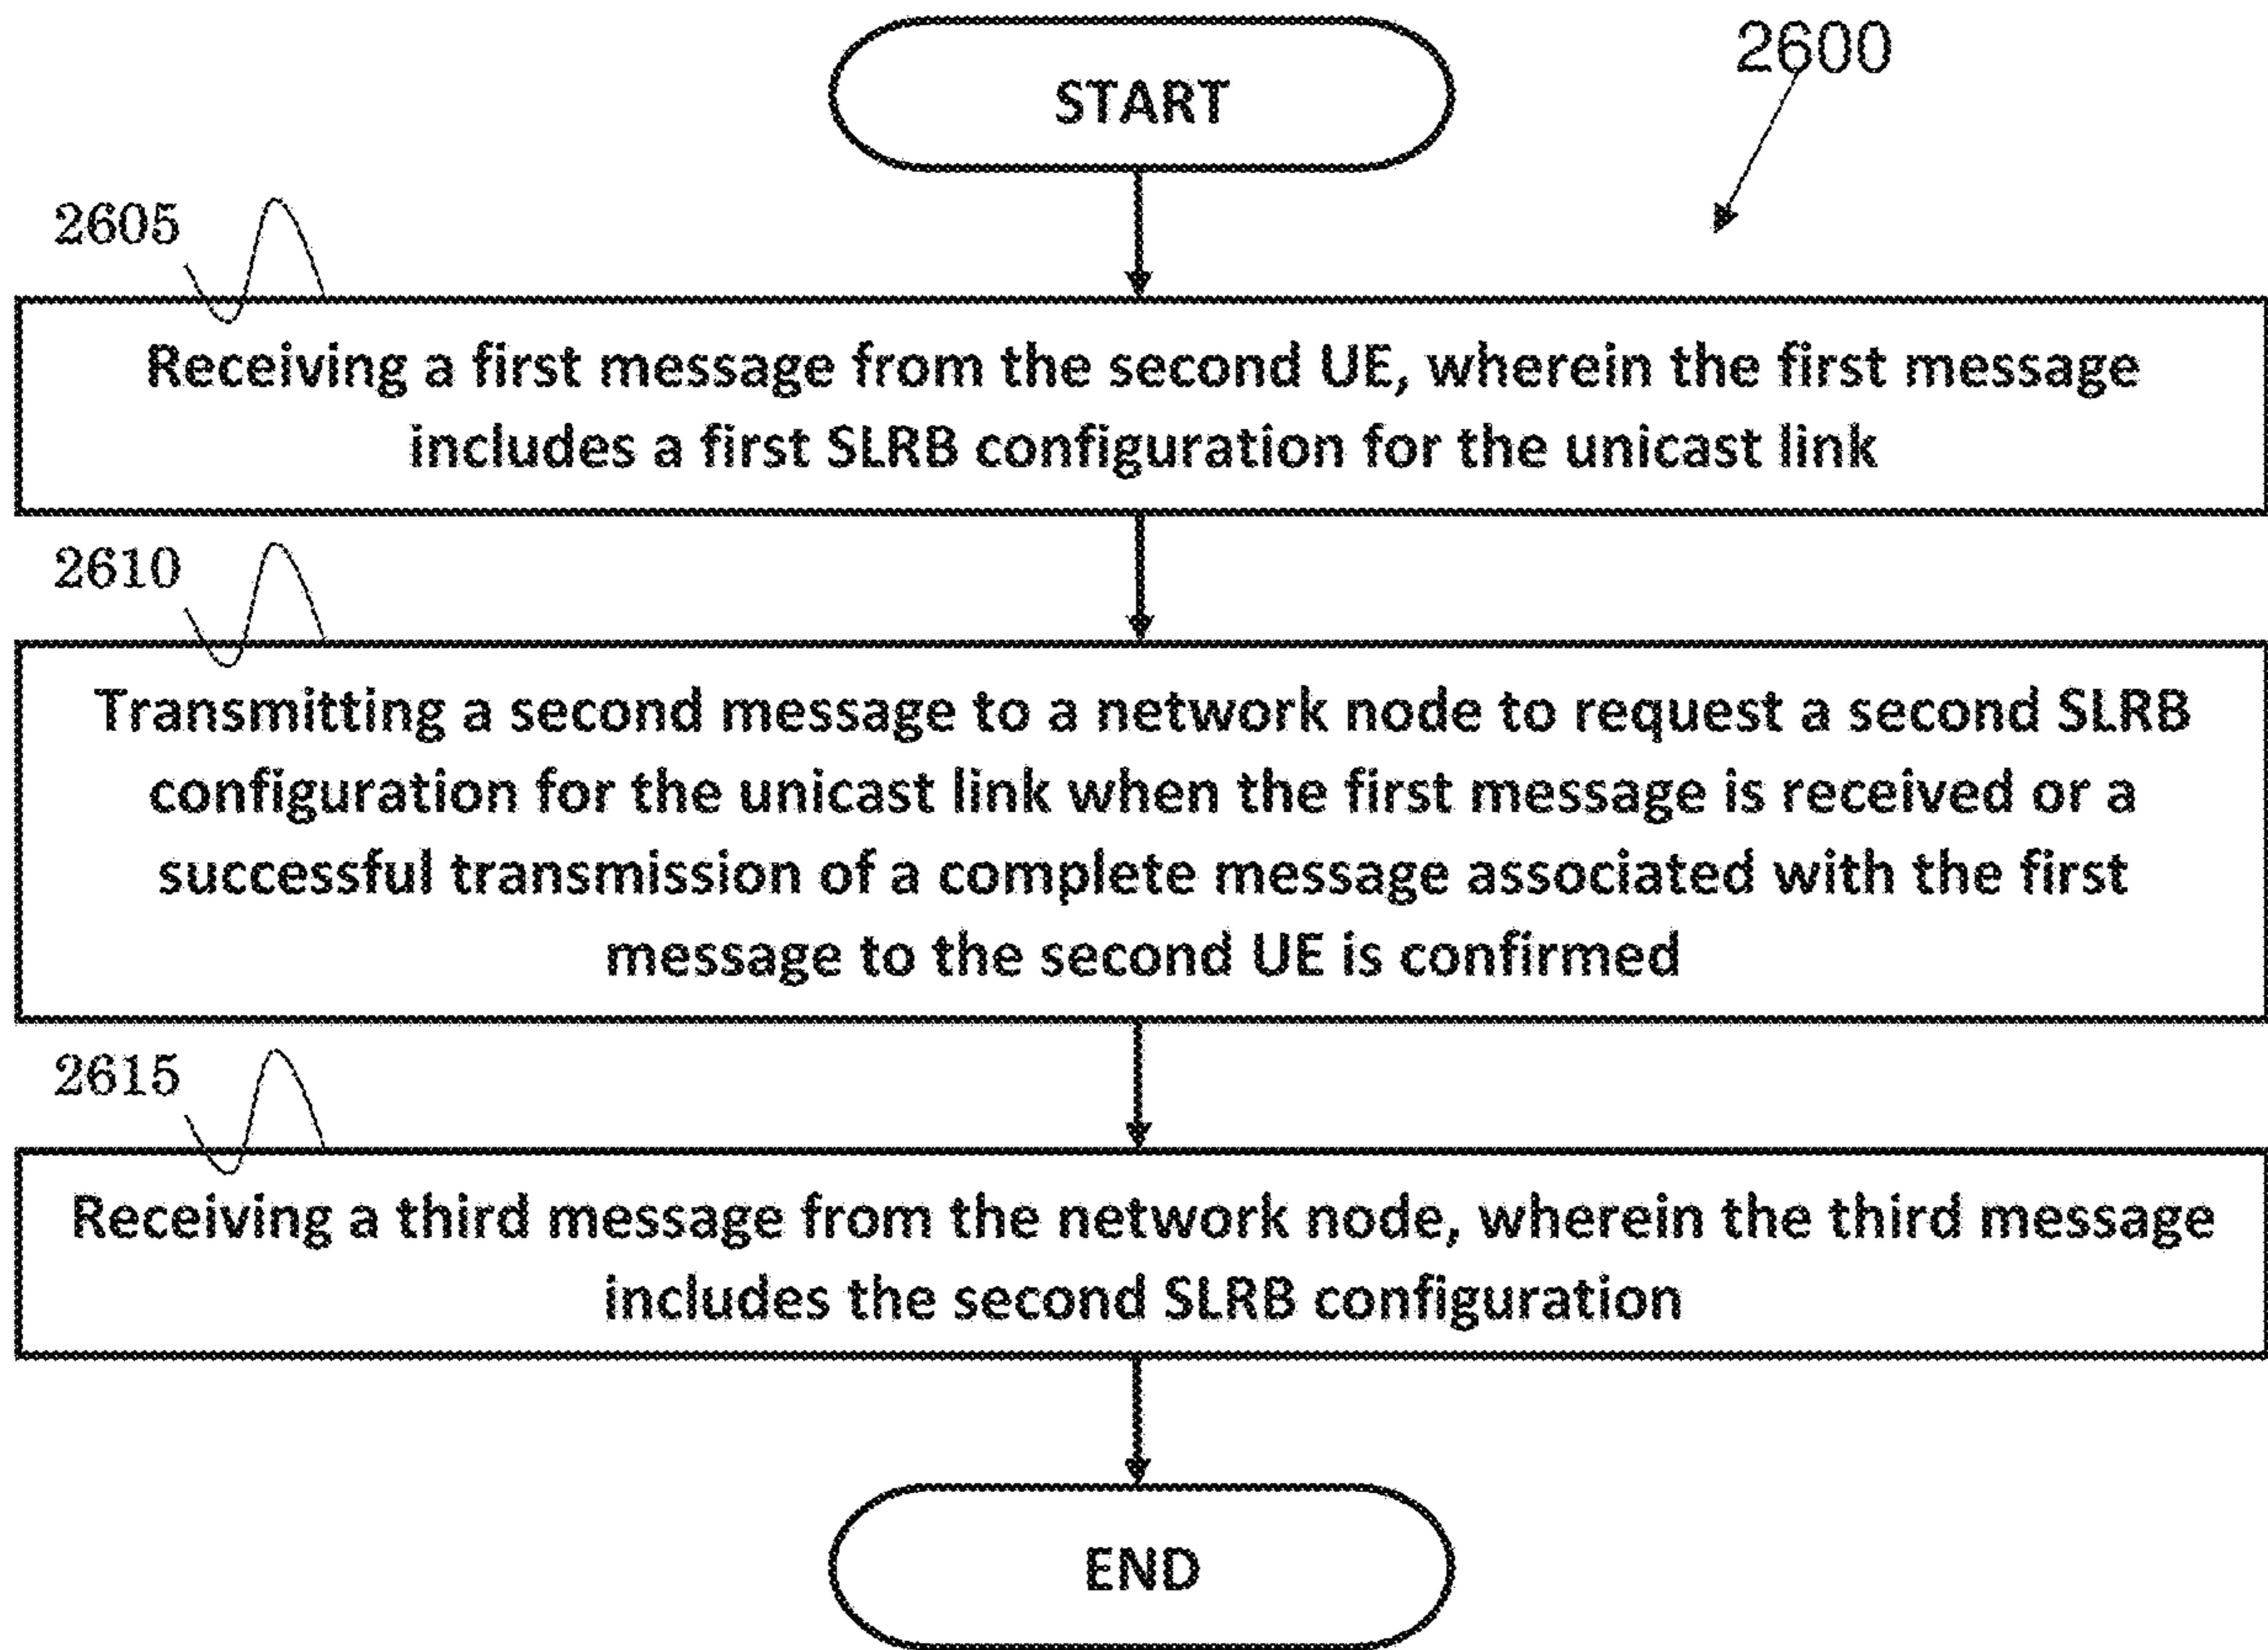 START
2600
2605
Receiving a first message from the second UE, wherein the first message
includes a first SLRB configuration for the unicast link
2610
Transmitting a second message to a network node to request a second SLRB
configuration for the unicast link when the first message is received or a
successful transmission of a complete message associated with the first
message to the second UE is confirmed
2615
Receiving a third message from the network node, wherein the third message
includes the second SLRB configuration
END